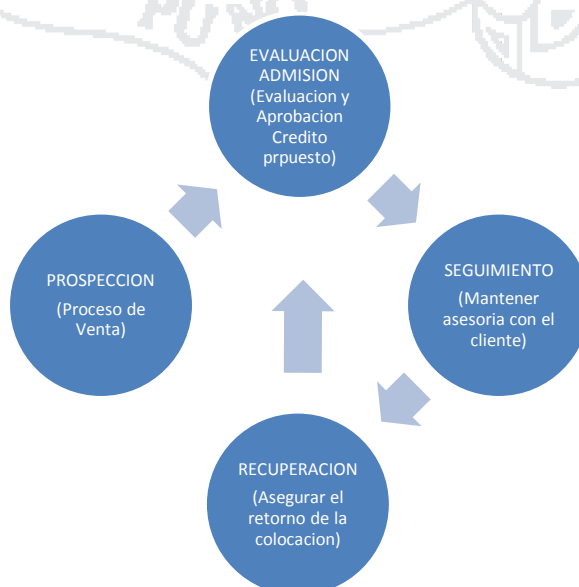 EVALUACION
ADMISION
(Evaluacion y
Aprobacion
Credito
prpuesto)
PROSPECCION
(Proceso de
Venta)
SEGUIMIENTO
(Mantener
asesoria con el
cliente)
RECUPERACION
(Asegurar el
retorno de la
colocacion)